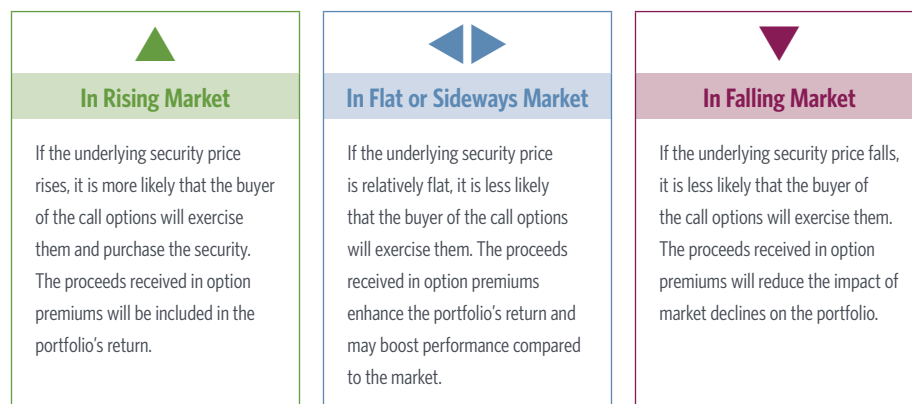 In Rising Market
If the underlying security price
rises, it is more likely that the buyer
of the call options will exercise
them and purchase the security.
The proceeds received in option
premiums will be included in the
portfolio's return.
In Flat or Sideways Market
If the underlying security price
is relatively flat, it is less likely
that the buyer of the call options
will exercise them. The proceeds
received in option premiums
enhance the portfolio's return and
may boost performance compared
to the market.
In Falling Market
If the underlying security price falls,
it is less likely that the buyer of
the call options will exercise them.
The proceeds received in option
premiums will reduce the impact of
market declines on the portfolio.